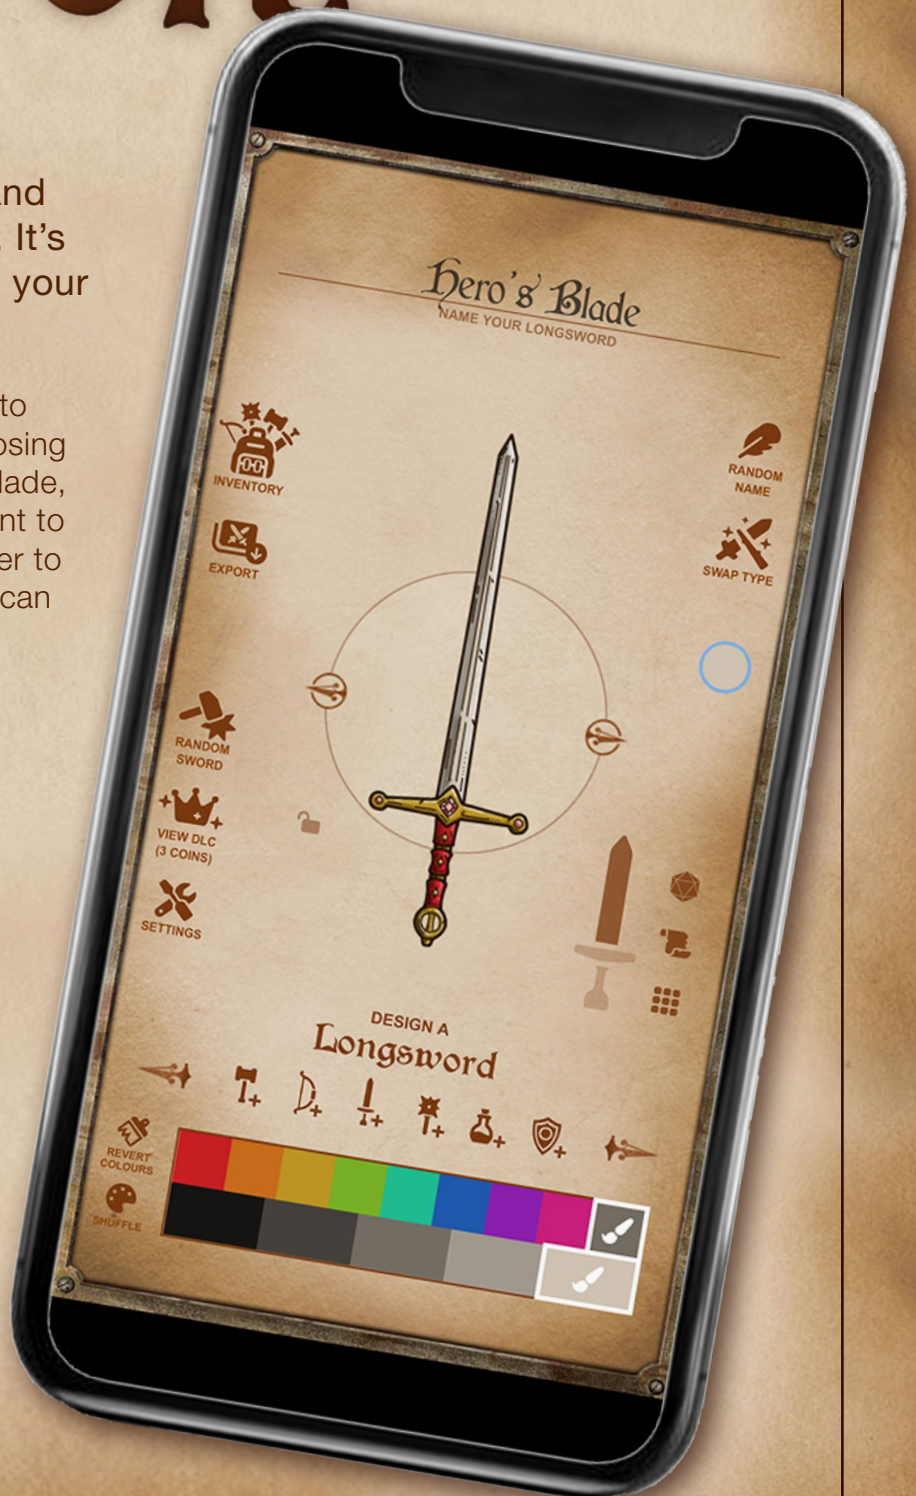 and
It's
your
to
osing
lade,
nt to
er to
can
Hero's Blade
NAME YOUR LONGSWORD
INVENTORY
EXPORT
RANDOM
NAME
SWAP TYPE
RANDOM
SWORD
VIEW DLC
(3 COINS)
SETTINGS
DESIGN A
Longsword
REVERT
COLOURS
SHUFFLE